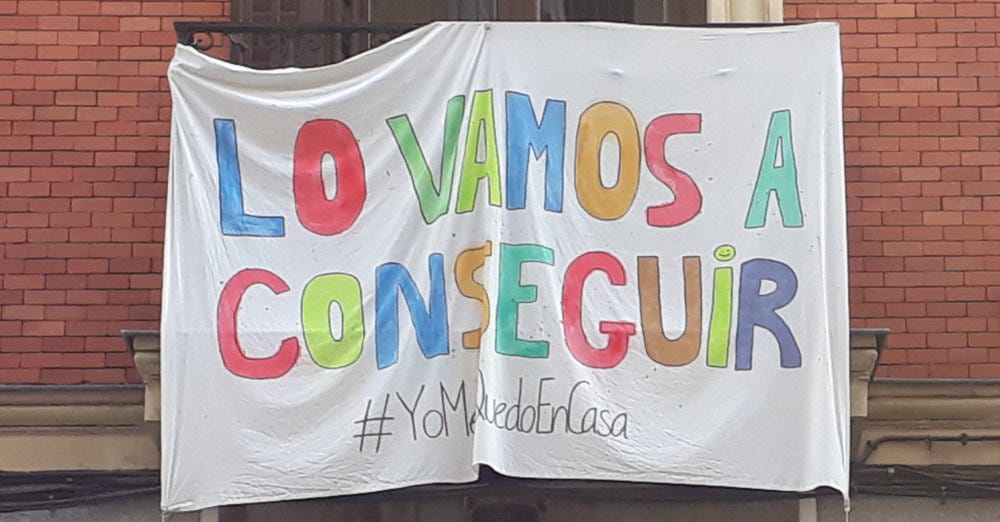 LO VAMOS A
CONSEGUiR
#YoMeQuedoEnCasa